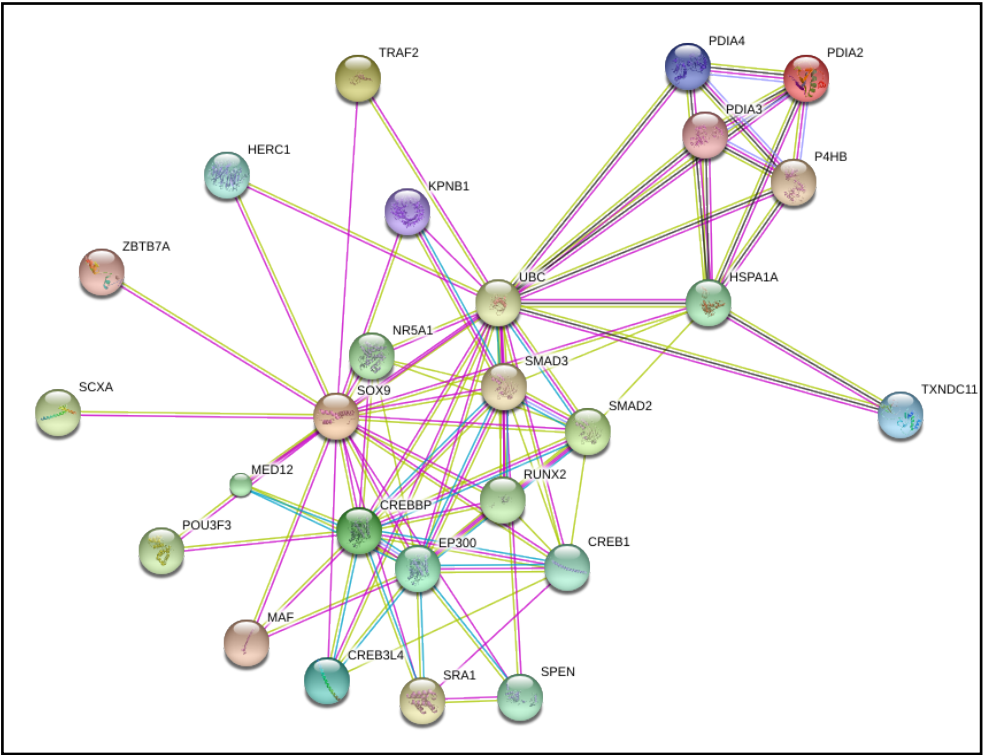 PDIA4
PDIA2
TRAF2
PDIA3
HERC1
P4HB
KPNB1
ZBTB7A
UBC
HSPA1A
NR5A1
SMAD3
SCXA
SOX9
TXNDC11
SMAD2
MED12
RUNX2
CREBBP
POU3F3
EP300
CREB1
MAF
CREB3L4
SRA1
SPEN